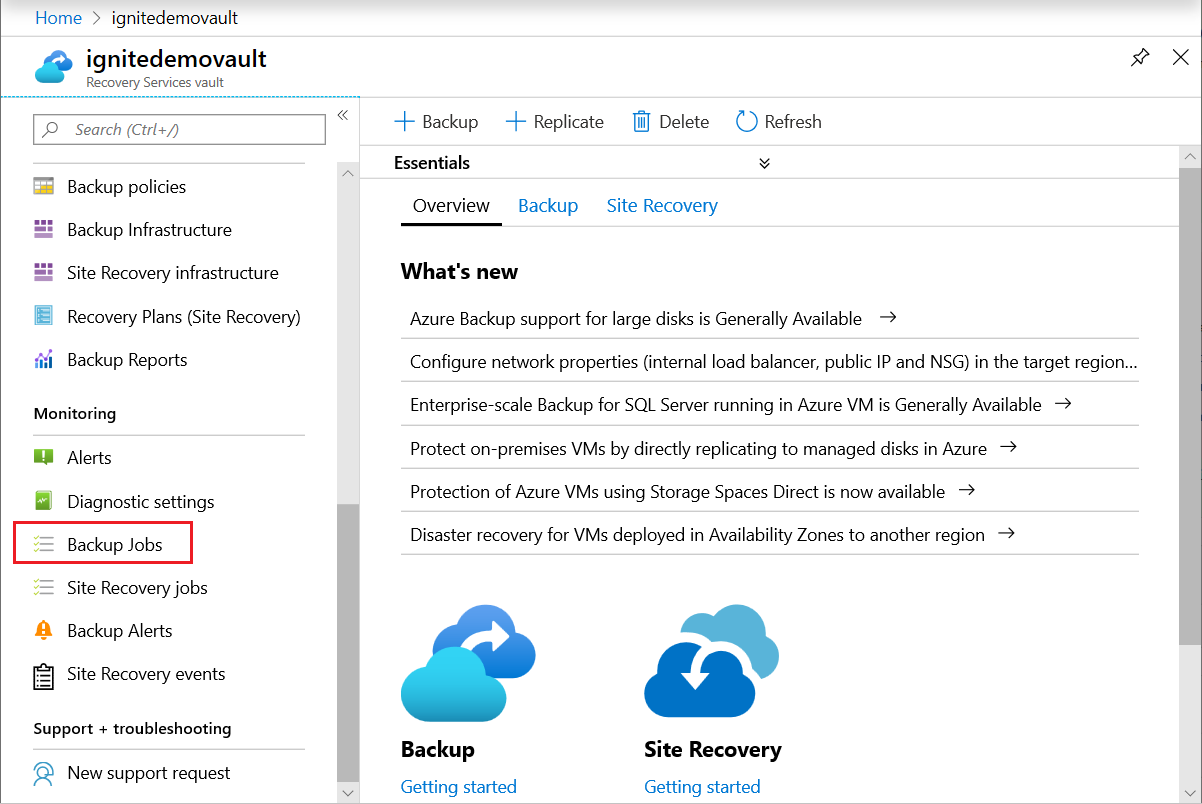 Home > ignitedemovault
ignitedemovault
Recovery Services vault
Search (Ctrl+/)
Backup policies
Backup Infrastructure
Site Recovery infrastructure
Recovery Plans (Site Recovery)
Backup Reports
Monitoring
Alerts
Diagnostic settings
Backup Jobs
Site Recovery jobs
Backup Alerts
Site Recovery events
Support + troubleshooting
New support request
Backup Replicate Delete Refresh
Essentials
Overview Backup Site Recovery
What's new
Azure Backup support for large disks is Generally Available →
Configure network properties (internal load balancer, public IP and NSG) in the target region...
Enterprise-scale Backup for SQL Server running in Azure VM is Generally Available →
Protect on-premises VMs by directly replicating to managed disks in Azure →
Protection of Azure VMs using Storage Spaces Direct is now available →
Disaster recovery for VMs deployed in Availability Zones to another region →
Backup
Getting started
Site Recovery
Getting started